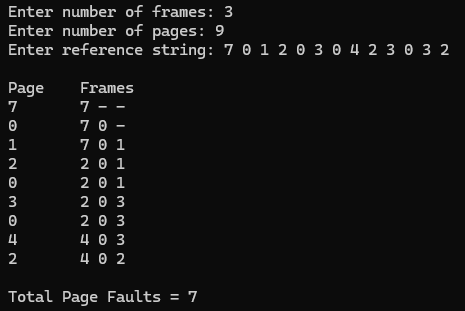 Enter number of frames: 3
Enter number of pages: 9
Enter reference string: 7 0 1 2 0 3 0 4 2 3 0 3 2
Page    Frames
7       7 - -
0       7 0 -
1       7 0 1
2       2 0 1
0       2 0 1
3       2 0 3
0       2 0 3
4       4 0 3
2       4 0 2
Total Page Faults = 7